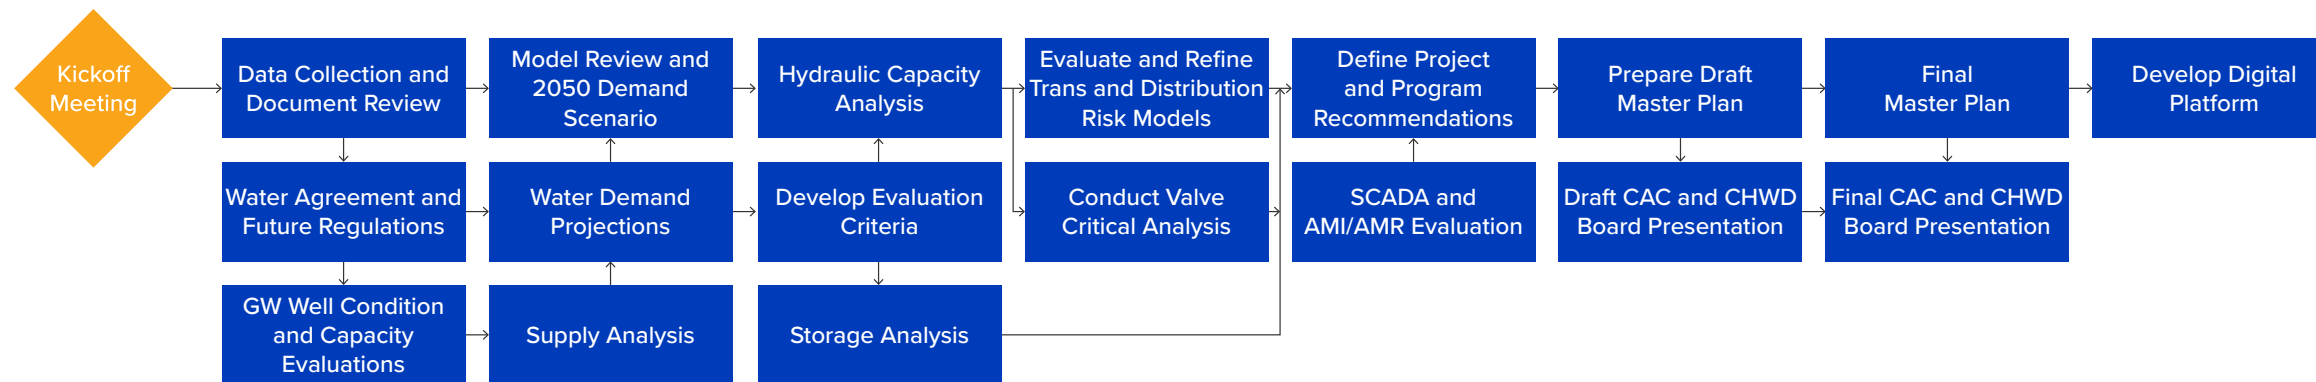 Kickoff
Meeting
Data Collection and
Document Review
Model Review and
2050 Demand
Scenario
Hydraulic Capacity
Analysis
Evaluate and Refine
Trans and Distribution
Risk Models
Define Project
and Program
Recommendations
Prepare Draft
Master Plan
Final
Master Plan
Develop Digital
Platform
Water Agreement and
Future Regulations
Water Demand
Projections
Develop Evaluation
Criteria
Conduct Valve
Critical Analysis
SCADA and
AMI/AMR Evaluation
Draft CAC and CHWD
Board Presentation
Final CAC and CHWD
Board Presentation
GW Well Condition
and Capacity
Evaluations
Supply Analysis
Storage Analysis